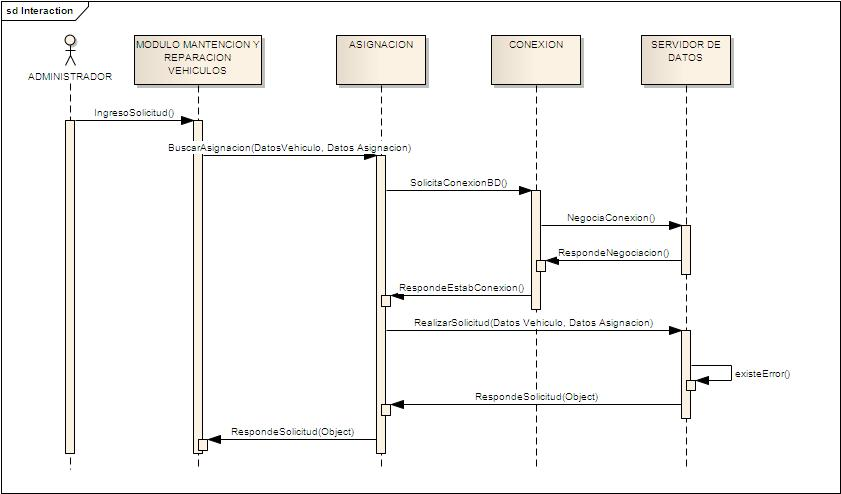 sd Interaction
ADMINISTRADOR
MODULO MANTENCION Y
REPARACION
VEHICULOS
ASIGNACION
CONEXION
SERVIDOR DE
DATOS
IngresoSolicitud()
BuscarAsignacion(DatosVehiculo, Datos Asignacion)
SolicitaConexionBD()
NegociaConexion()
RespondeNegociacion()
RespondeEstabConexion()
RealizarSolicitud(Datos Vehiculo, Datos Asignacion)
existeError()
RespondeSolicitud(Object)
RespondeSolicitud(Object)